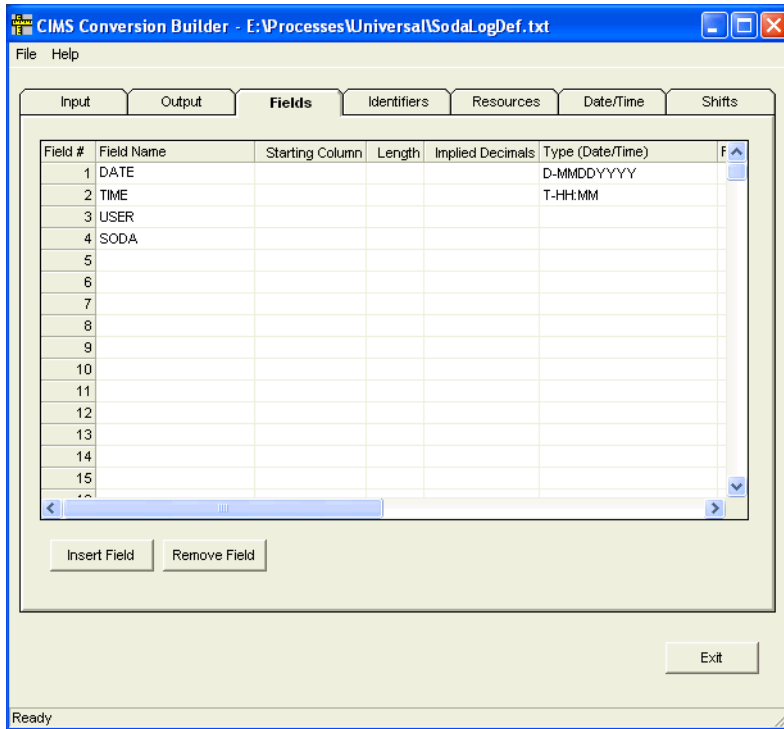 CIMS Conversion Builder - E:\Processes\Universal\SodaLogDef.txt
File Help
Input Output Fields Identifiers Resources Date/Time Shifts
Field # Field Name Starting Column Length Implied Decimals Type (Date/Time) F
1 DATE D-MMDDYYYY
2 TIME T-HH:MM
3 USER
4 SODA
5
6
7
8
9
10
11
12
13
14
15
Insert Field Remove Field
Exit
Ready